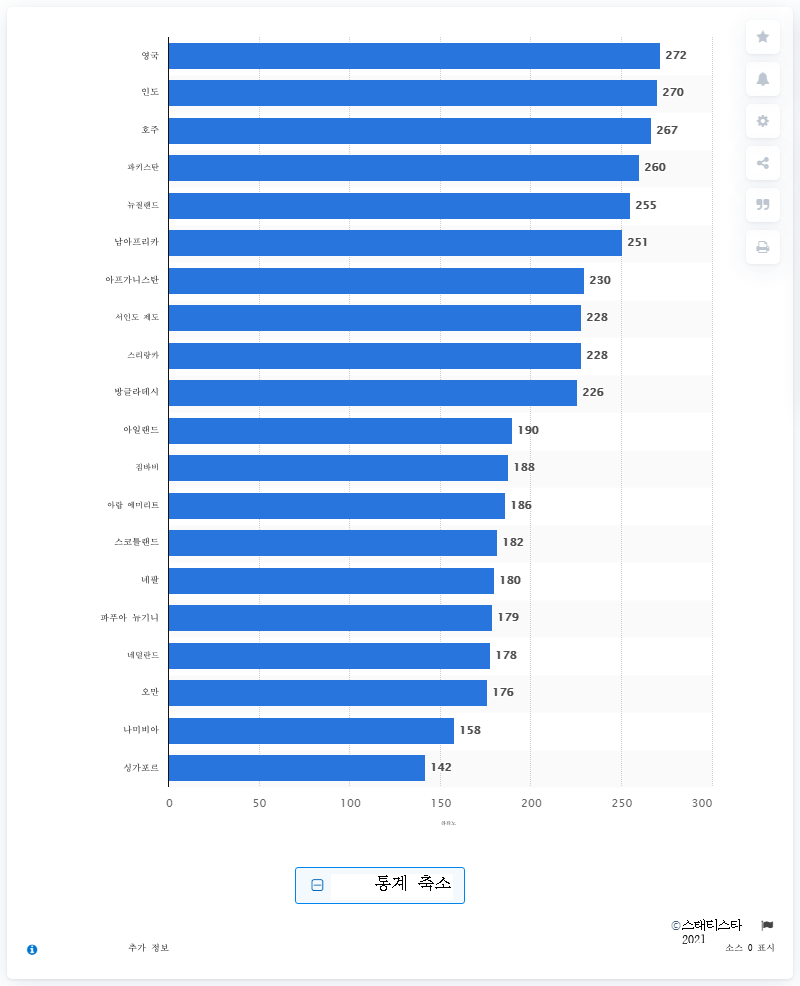 영국 272
인도 270
호주 267
파키스탄 260
뉴질랜드 255
남아프리카 251
아프가니스탄 230
서인도 제도 228
스리랑카 228
방글라데시 226
아일랜드 190
짐바브 188
아랍 에미리트 186
스코틀랜드 182
네팔 180
파푸아 뉴기니 179
네덜란드 178
오만 176
나미비아 158
싱가포르 142
0 50 100 150 200 250 300
통계 축소
©스태티스타
2021
추가 정보
소스 0 표시